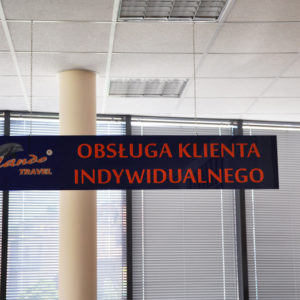 TRAVEL
®
OBSŁUGA KLIENTA
INDYWIDUALNEGO